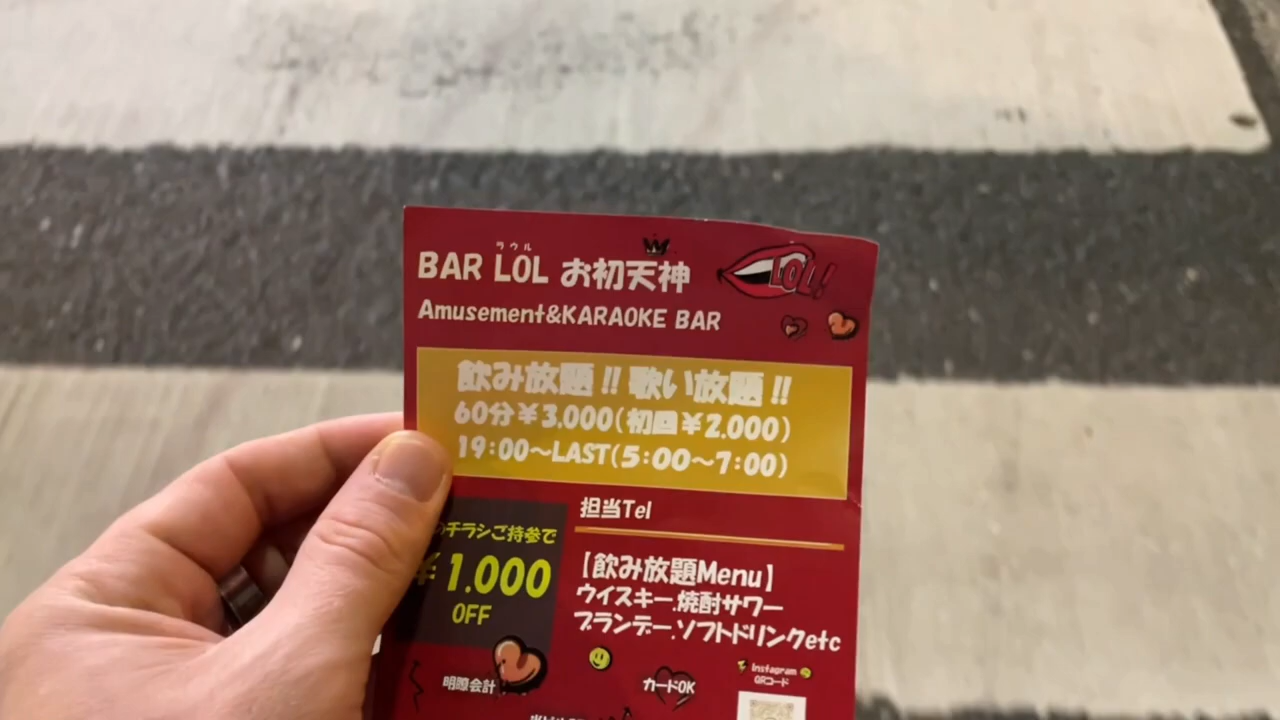 ラウル
BAR LOL お初天神
LOL!
Amusement&KARAOKE BAR
飲み放題!! 歌い放題!!
60分¥3.000(初回¥2.000)
19:00~LAST(5:00~7:00)
担当Tel
のチラシご持参で
¥1.000
OFF
【飲み放題Menu】
ウイスキー.焼酎サワー
ブランデー.ソフトドリンクetc
明瞭会計
カードOK
Instagram
QRコード